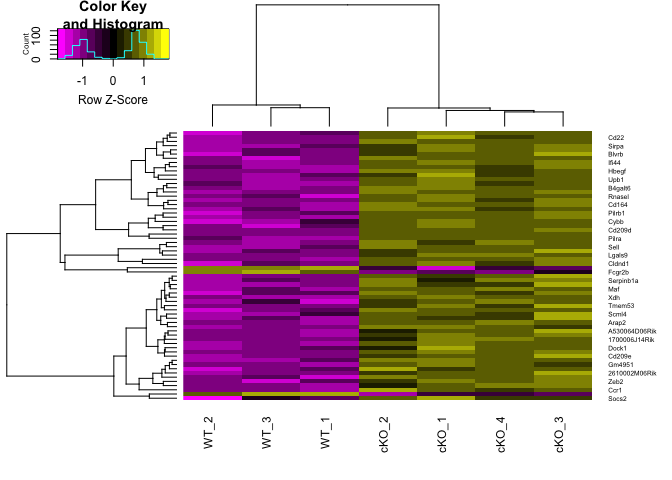 Color Key
and Histogram
Count
0
100
-1
0
1
Row Z-Score
Cd22
Sirpa
Blvrb
Ifi44
Hbegf
Upb1
B4galt6
Rnasel
Cd164
Pilrb1
Cybb
Cd209d
Pilra
Sell
Lgals9
Cldnd1
Fcgr2b
Serpinb1a
Maf
Xdh
Tmem53
Scml4
Arap2
A530064D06Rik
1700006J14Rik
Dock1
Cd209e
Gm4951
2610002M06Rik
Zeb2
Ccr1
Socs2
WT_2
WT_3
WT_1
cKO_2
cKO_1
cKO_4
cKO_3